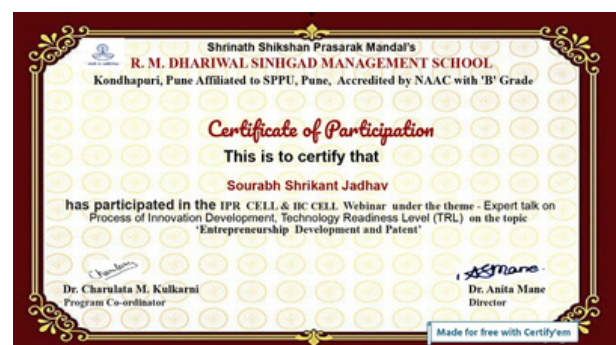 Shrinath Shikshan Prasarak Mandal's
R. M. DHARIWAL SINHGAD MANAGEMENT SCHOOL
Kondhapuri, Pune Affiliated to SPPU, Pune, Accredited by NAAC with 'B' Grade
Certificate of Participation
This is to certify that
Sourabh Shrikant Jadhav
has participated in the IPR CELL & IIC CELL Webinar under the theme - Expert talk on
Process of Innovation Development, Technology Readiness Level (TRL) on the topic
'Entrepreneurship Development and Patent'
Dr. Charulata M. Kulkarni
Program Co-ordinator
ASMane
Dr. Anita Mane
Director
Made for free with Certify'em